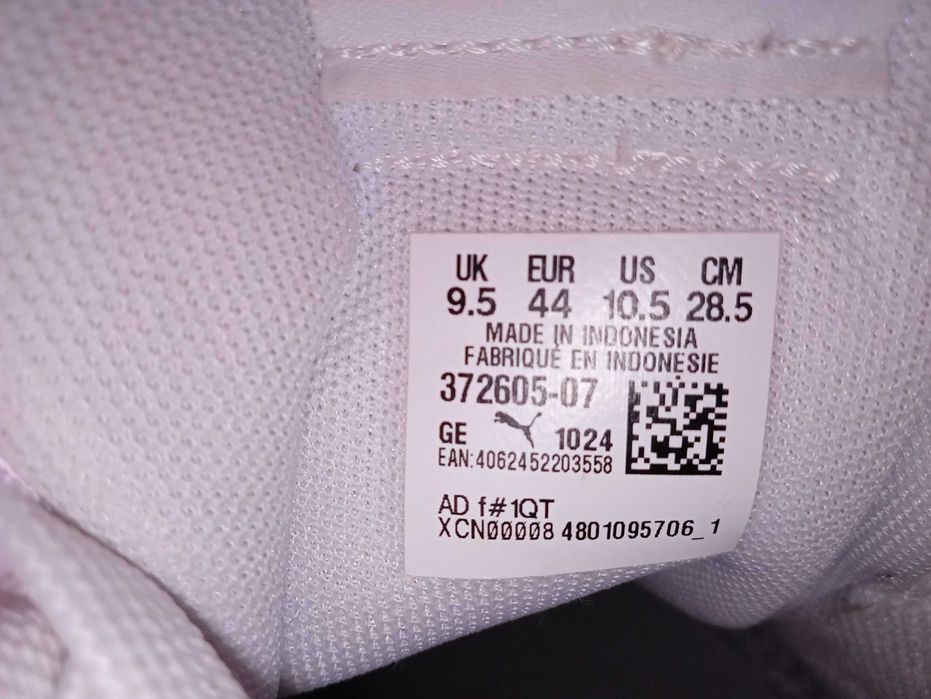 UK EUR US CM
9.5 44 10.5 28.5
MADE IN INDONESIA
FABRIQUÉ EN INDONESIE
372605-07
GE 1024
EAN:4062452203558
AD f#1QT
XCN00008 4801095706_1